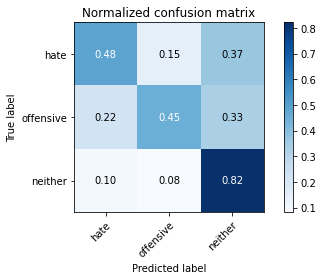 Normalized confusion matrix
True label
hate
offensive
neither
0.48 0.15 0.37
0.22 0.45 0.33
0.10 0.08 0.82
hate
offensive
neither
Predicted label
0.8
0.7
0.6
0.5
0.4
0.3
0.2
0.1